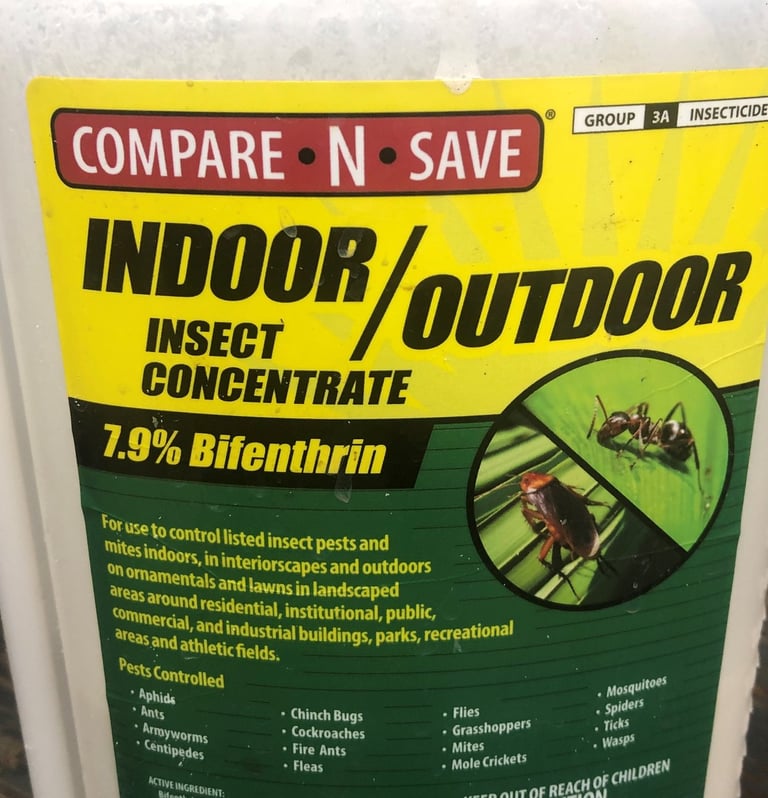 COMPARE • N • SAVE ®
GROUP 3A INSECTICIDE
INDOOR/OUTDOOR
INSECT
CONCENTRATE
7.9% Bifenthrin
For use to control listed insect pests and
mites indoors, in interiorscapes and outdoors
on ornamentals and lawns in landscaped
areas around residential, institutional, public,
commercial, and industrial buildings, parks, recreational
areas and athletic fields.
Pests Controlled
• Aphids
• Ants
• Armyworms
• Centipedes
• Chinch Bugs
• Cockroaches
• Fire Ants
• Fleas
• Flies
• Grasshoppers
• Mites
• Mole Crickets
• Mosquitoes
• Spiders
• Ticks
• Wasps
ACTIVE INGREDIENT:
KEEP OUT OF REACH OF CHILDREN